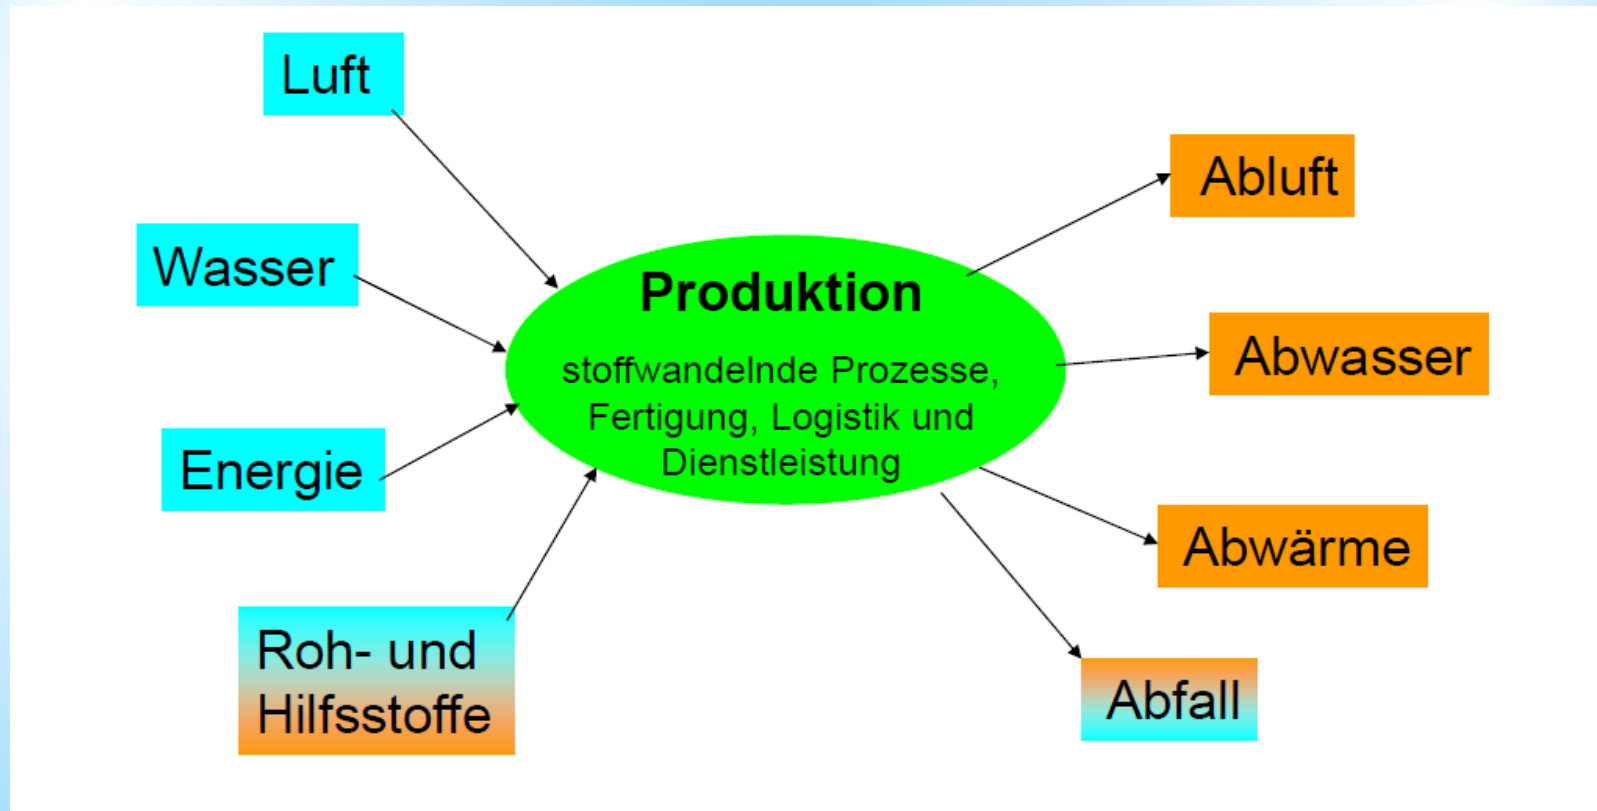 Luft
Wasser
Energie
Roh- und
Hilfsstoffe
Produktion
stoffwandelnde Prozesse,
Fertigung, Logistik und
Dienstleistung
Abluft
Abwasser
Abwärme
Abfall